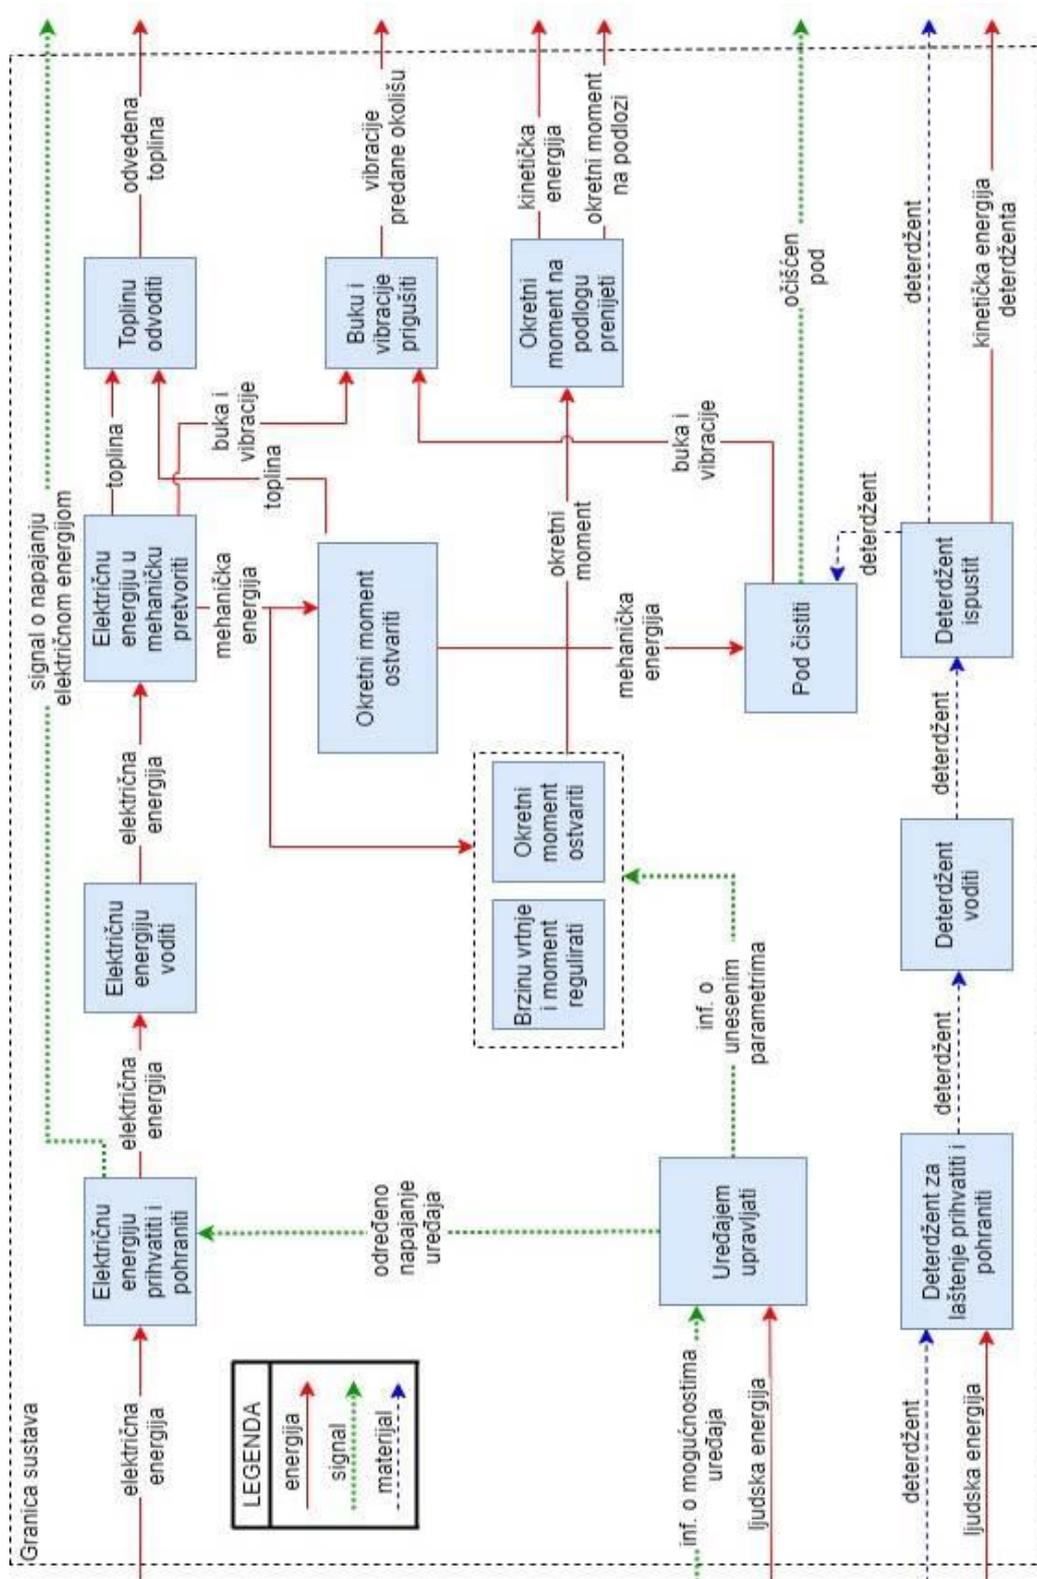 Granica sustava
signal o napajanju
električnom energijom
električna
energija
Električnu
energiju
prihvatiti i
pohraniti
električna
energija
Električnu
energiju
voditi
električna
energija
Električnu
energiju u
mehaničku
pretvoriti
toplina
Toplinu
odvoditi
odvedena
toplina
mehanička
energija
buka i
vibracije
toplina
LEGENDA
energija
signal
materijal
određeno
napajanje
uređaja
Okretni moment
ostvariti
Buku i
vibracije
prigušiti
vibracije
predane okolišu
Brzinu vrtnje
i moment
regulirati
Okretni
moment
ostvariti
okretni
moment
Okretni
moment na
podlogu
prenijeti
kinetička
energija
okretni moment
na podlozi
mehanička
energija
buka i
vibracije
inf. o mogućnostima
uređaja
ljudska energija
Uređajem
upravljati
inf. o
unesenim
parametrima
Pod čistiti
očišćen
pod
deterdžent
deterdžent
ljudska energija
Deterdžent za
laštenje prihvatiti i
pohraniti
deterdžent
Deterdžent
voditi
deterdžent
Deterdžent
ispustit
deterdžent
kinetička energija
deterdženta